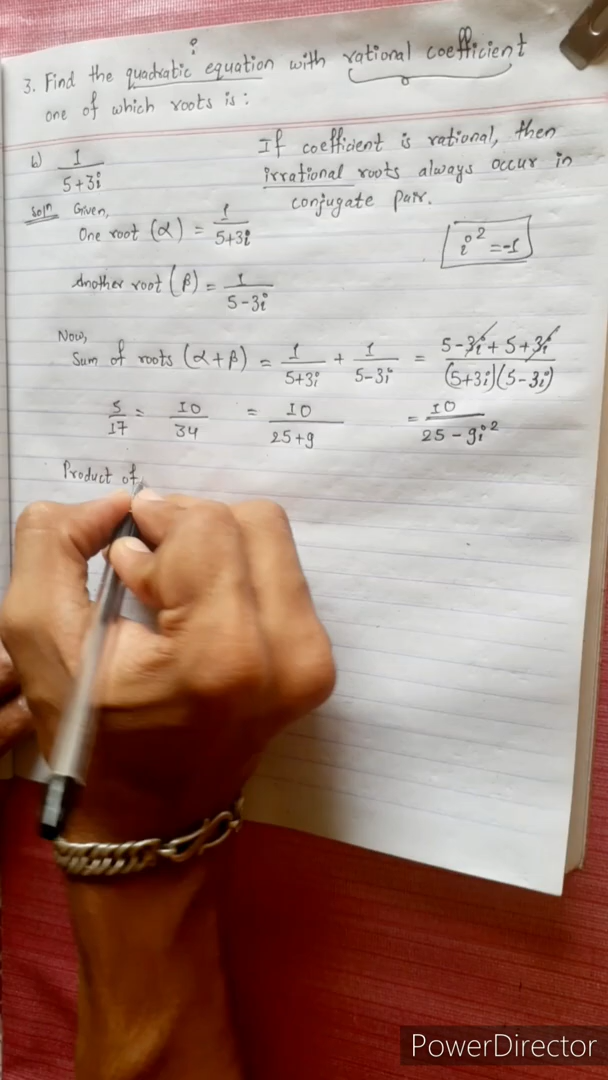 3. Find the quadratic equation with rational coefficient
one of which roots is :
b) 1/(5+3i)
If coefficient is rational, then
irrational roots always occur in
conjugate pair.
Soln Given,
One root (α) = 1/(5+3i)
i² = -1
Another root (β) = 1/(5-3i)
Now,
Sum of roots (α+β) = 1/(5+3i) + 1/(5-3i) = (5-3i+5+3i)/((5+3i)(5-3i))
5/17 = 10/34 = 10/(25+9) = 10/(25-9i²)
Product of
PowerDirector